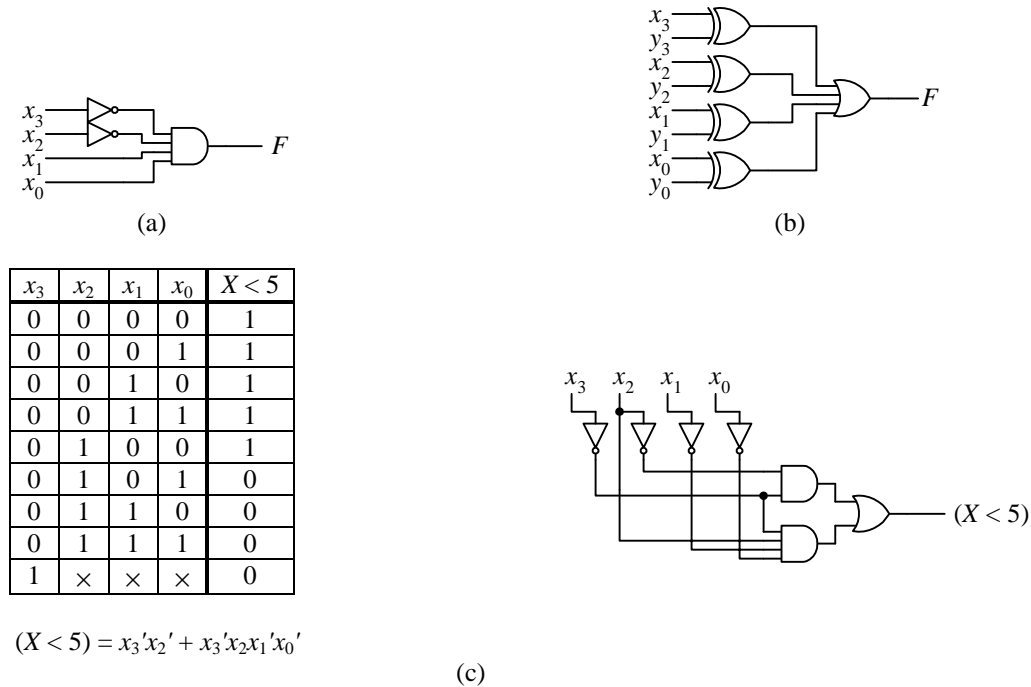 x₃
x₂
x₁
x₀
F
(a)
x₃
y₃
x₂
y₂
x₁
y₁
x₀
y₀
F
(b)
x₃ x₂ x₁ x₀ X < 5
0 0 0 0 1
0 0 0 1 1
0 0 1 0 1
0 0 1 1 1
0 1 0 0 1
0 1 0 1 0
0 1 1 0 0
0 1 1 1 0
1 × × × 0
(X < 5) = x₃′x₂′ + x₃′x₂x₁′x₀′
x₃ x₂ x₁ x₀
(X < 5)
(c)